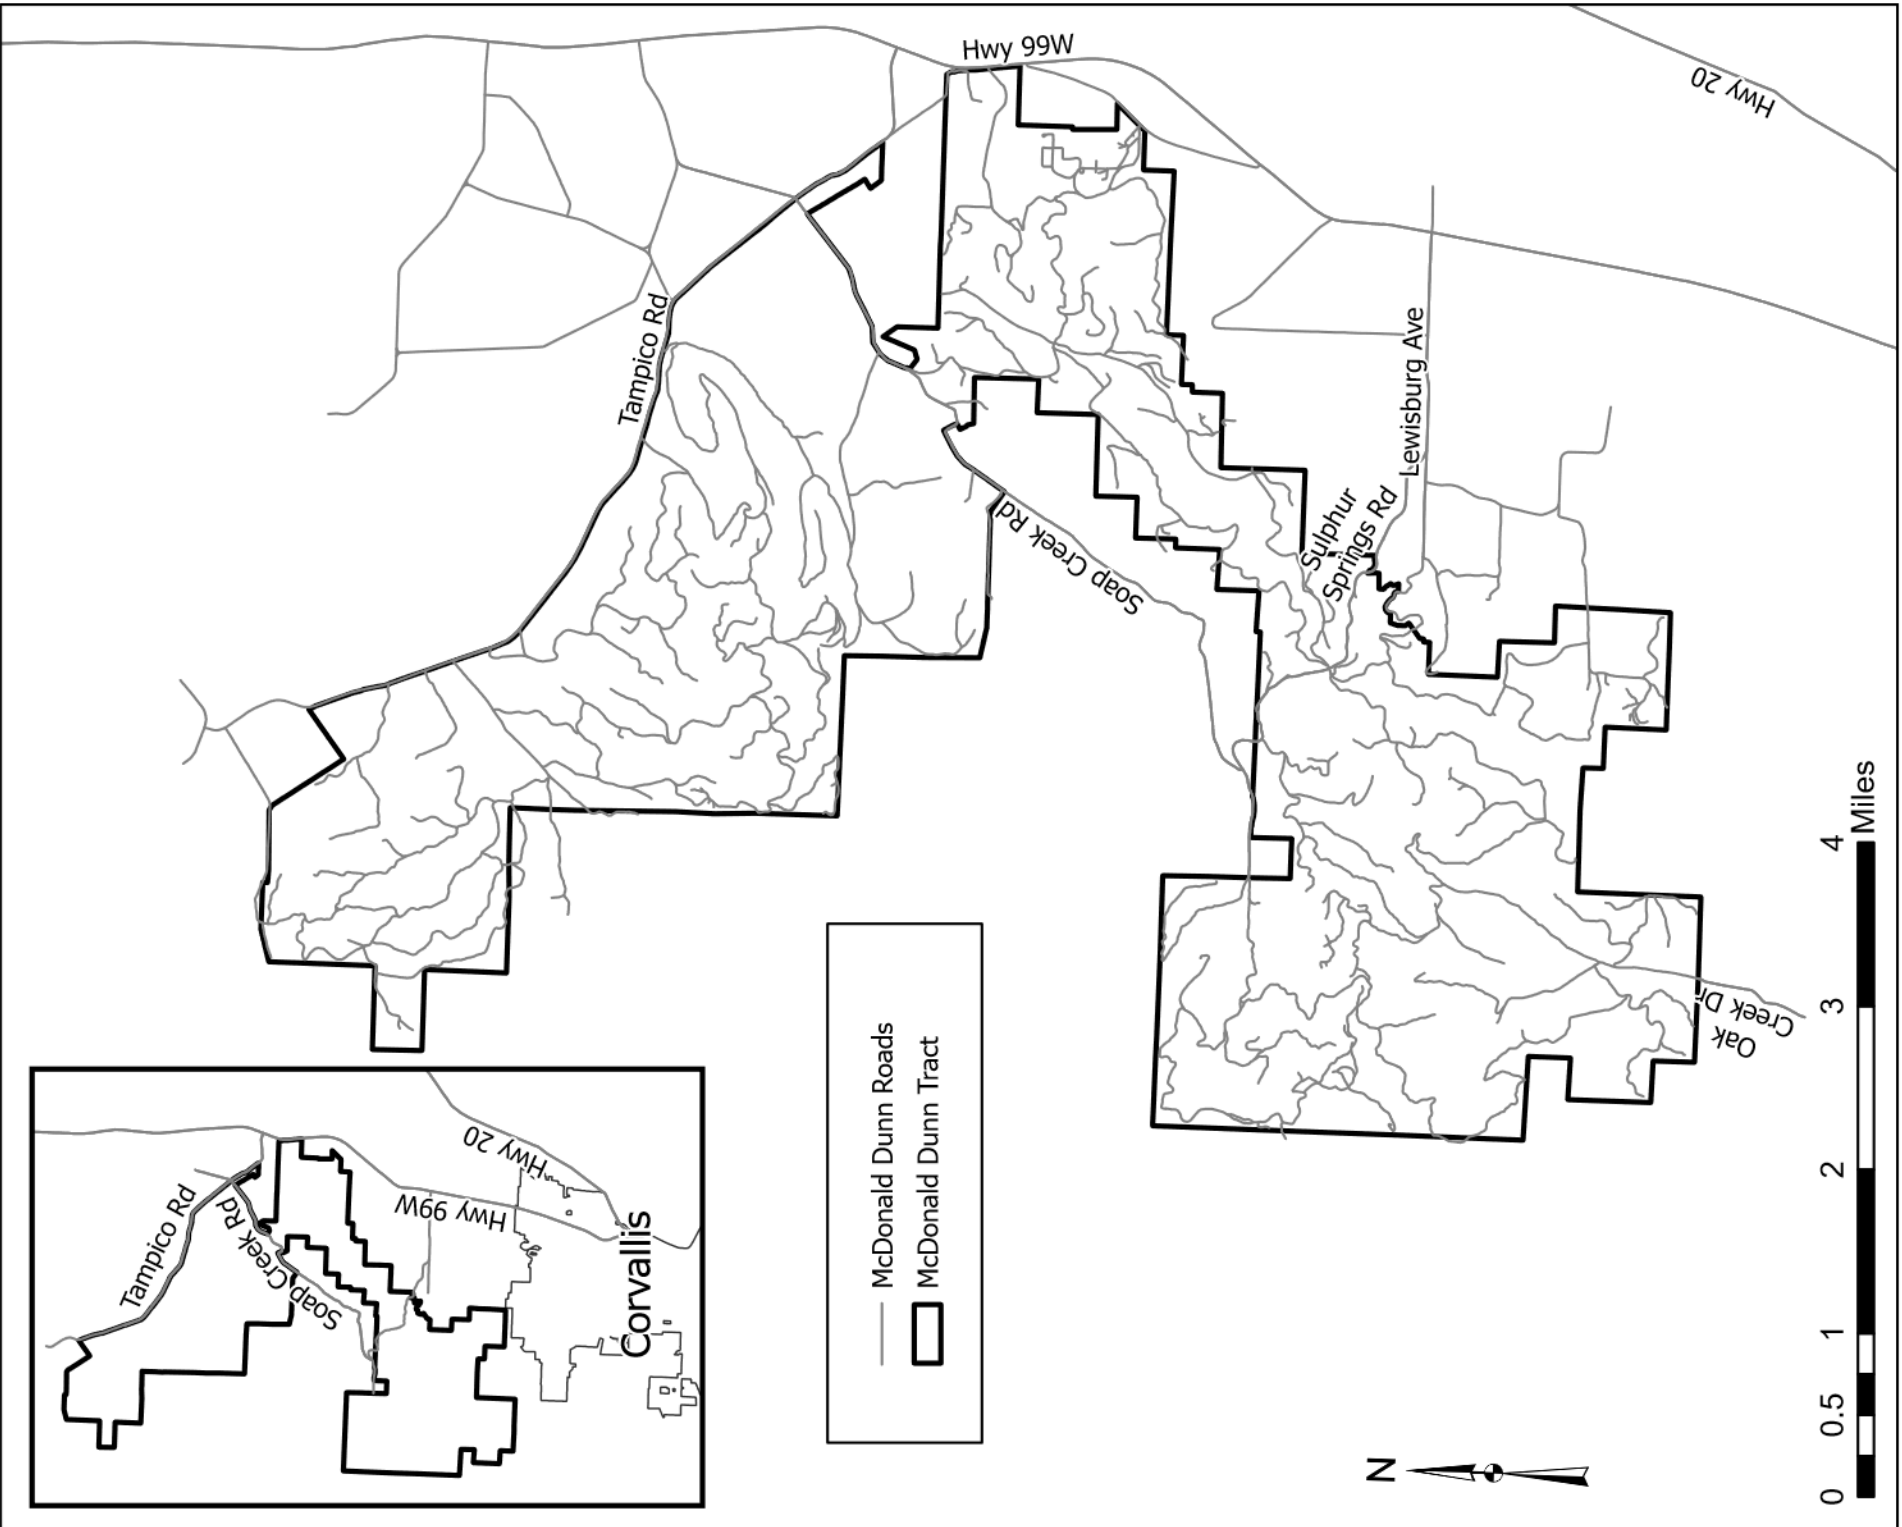 Hwy 99W
Hwy 20
Tampico Rd
Lewisburg Ave
Sulphur
Springs Rd
Soap Creek Rd
Oak
Creek Dr
McDonald Dunn Roads
McDonald Dunn Tract
Tampico Rd
Soap Creek Rd
Hwy 99W
Hwy 20
Corvallis
N
0 0.5 1 2 3 4
Miles